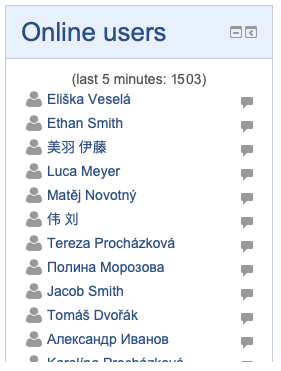 Online users
(last 5 minutes: 1503)
Eliška Veselá
Ethan Smith
美羽 伊藤
Luca Meyer
Matěj Novotný
伟 刘
Tereza Procházková
Полина Морозова
Jacob Smith
Tomáš Dvořák
Александр Иванов
Karolína Procházková